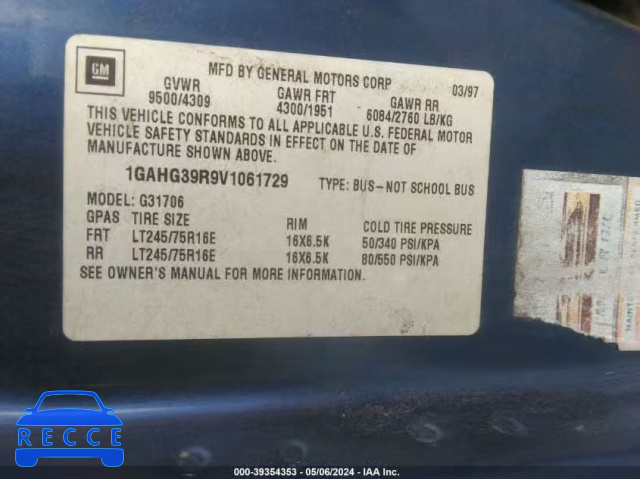 GM
MFD BY GENERAL MOTORS CORP 03/97
GVWR GAWR FRT GAWR RR
9500/4309 4300/1951 6084/2760 LB/KG
THIS VEHICLE CONFORMS TO ALL APPLICABLE U.S. FEDERAL MOTOR
VEHICLE SAFETY STANDARDS IN EFFECT ON THE DATE OF
MANUFACTURE SHOWN ABOVE.
1GAHG39R9V1061729 TYPE: BUS-NOT SCHOOL BUS
MODEL: G31706
GPAS TIRE SIZE RIM COLD TIRE PRESSURE
FRT LT245/75R16E 16X6.5K 50/340 PSI/KPA
RR LT245/75R16E 16X6.5K 80/550 PSI/KPA
SEE OWNER'S MANUAL FOR MORE INFORMATION.
RECCE
000-39354353 - 05/06/2024 - IAA Inc.